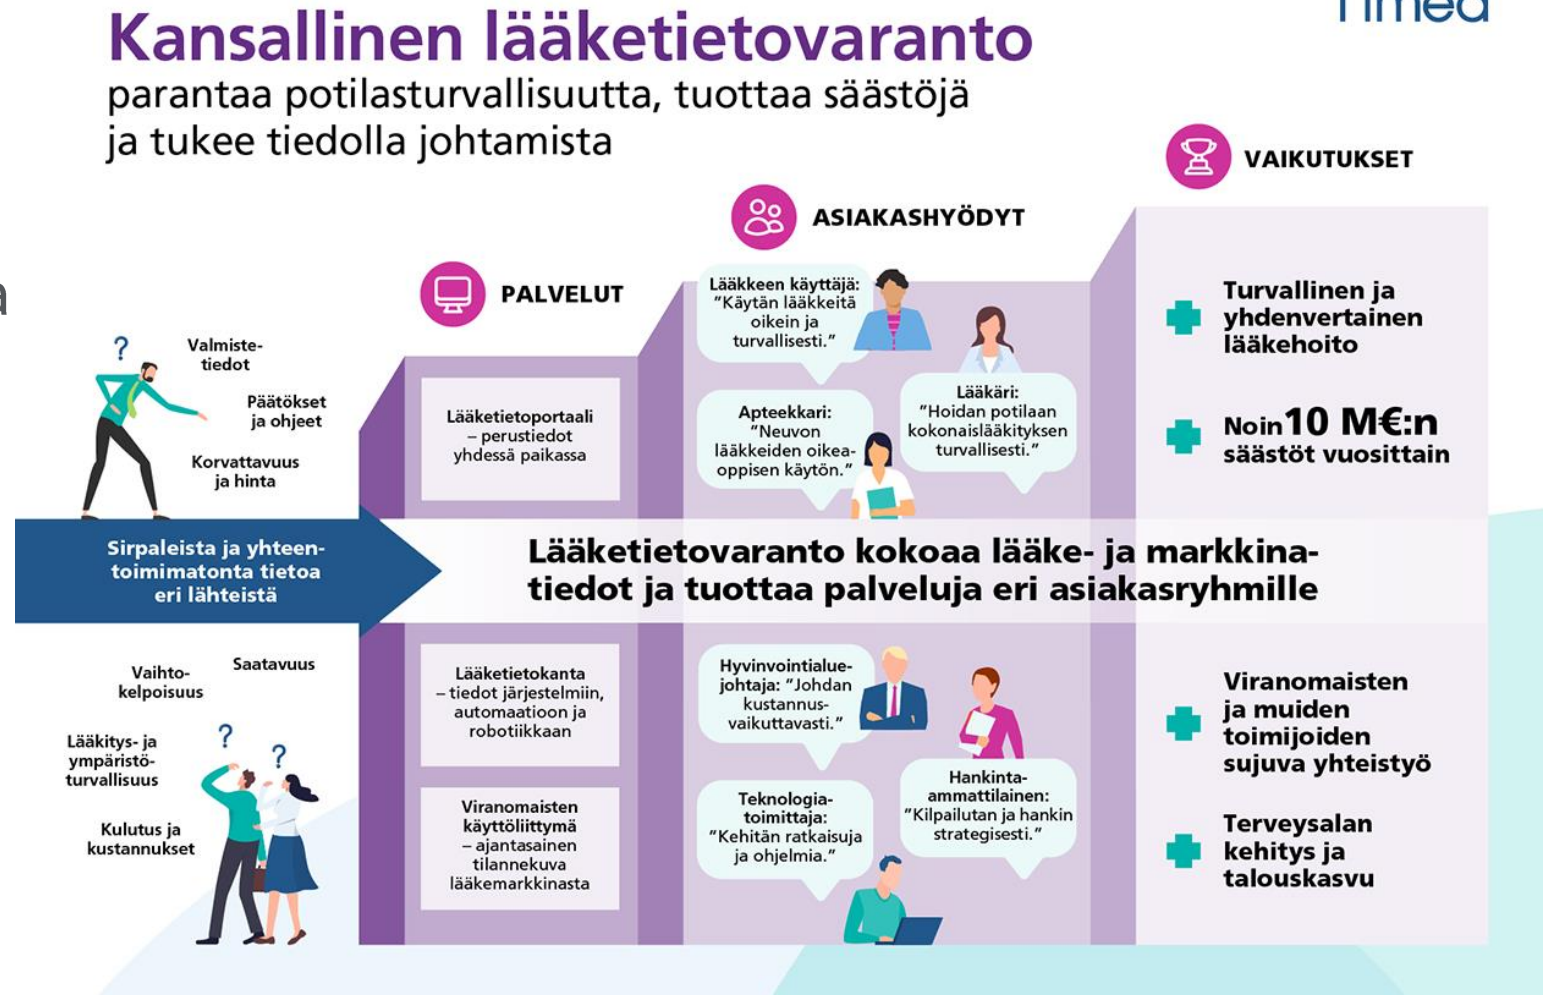 Kansallinen lääketietovaranto
parantaa potilasturvallisuutta, tuottaa säästöjä
ja tukee tiedolla johtamista
VAIKUTUKSET
ASIAKASHYÖDYT
PALVELUT
?
Valmiste-
tiedot
Päätökset
ja ohjeet
Korvattavuus
ja hinta
Sirpaleista ja yhteen-
toimimatonta tietoa
eri lähteistä
Vaihto-
kelpoisuus
Saatavuus
Lääkitys- ja
ympäristö-
turvallisuus
?
?
Kulutus ja
kustannukset
Lääketietoportaali
– perustiedot
yhdessä paikassa
Lääkkeen käyttäjä:
”Käytän lääkkeitä
oikein ja
turvallisesti.”
Apteekkari:
”Neuvon
lääkkeiden oikea-
oppisen käytön.”
Lääkäri:
”Hoidan potilaan
kokonaislääkityksen
turvallisesti.”
Turvallinen ja
yhdenvertainen
lääkehoito
Noin 10 M€:n
säästöt vuosittain
Lääketietovaranto kokoaa lääke- ja markkina-
tiedot ja tuottaa palveluja eri asiakasryhmille
Lääketietokanta
– tiedot järjestelmiin,
automaatioon ja
robotiikkaan
Viranomaisten
käyttöliittymä
– ajantasainen
tilannekuva
lääkemarkkinasta
Hyvinvointialue-
johtaja: ”Johdan
kustannus-
vaikuttavasti.”
Teknologia-
toimittaja:
”Kehitän ratkaisuja
ja ohjelmia.”
Hankinta-
ammattilainen:
”Kilpailutan ja hankin
strategisesti.”
Viranomaisten
ja muiden
toimijoiden
sujuva yhteistyö
Terveysalan
kehitys ja
talouskasvu